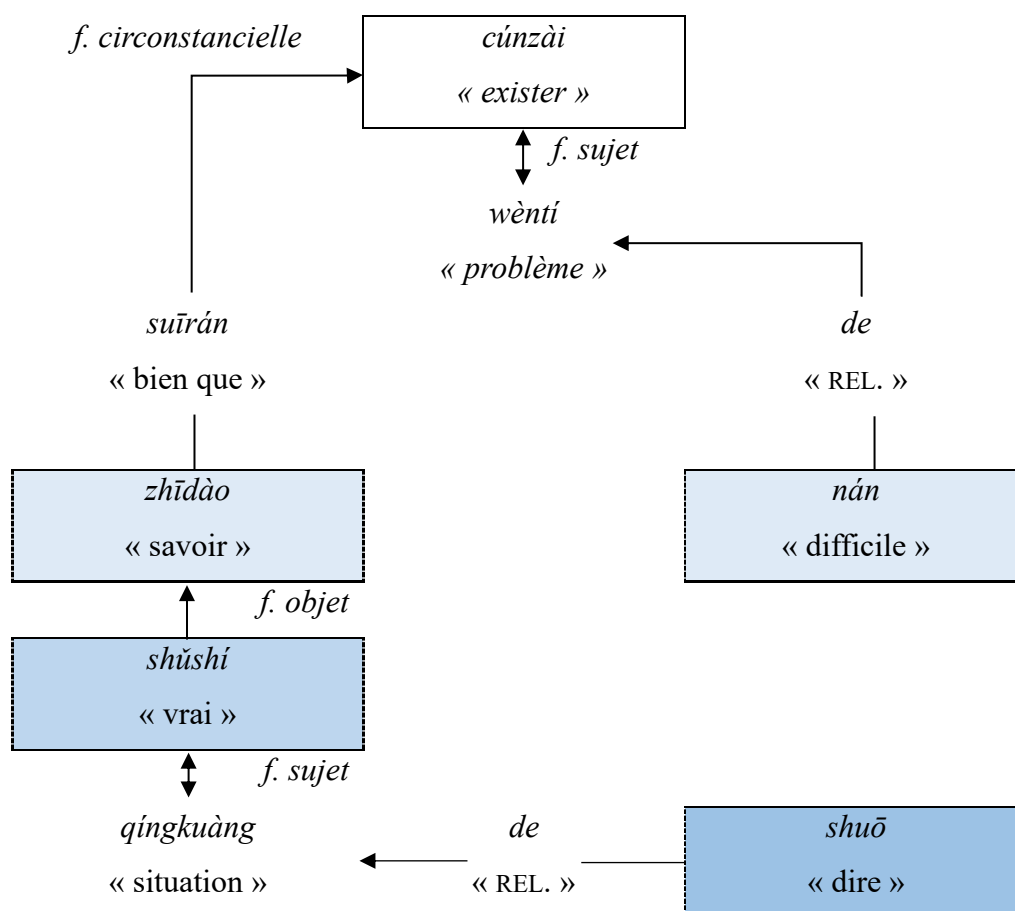 f. circonstancielle
cúnzài
« exister »
f. sujet
wèntí
« problème »
suīrán
« bien que »
de
« REL. »
zhīdào
« savoir »
nán
« difficile »
f. objet
shǔshí
« vrai »
f. sujet
qíngkuàng
« situation »
de
« REL. »
shuō
« dire »